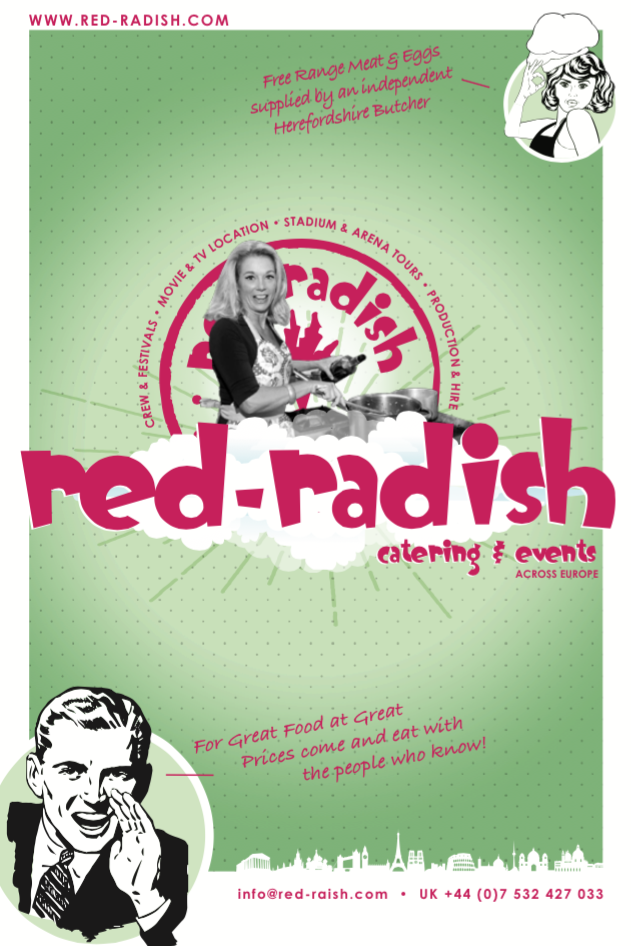 WWW.RED-RADISH.COM
Free Range Meat & Eggs
supplied by an independent
Herefordshire Butcher
CREW & FESTIVALS • MOVIE & TV LOCATION • STADIUM & ARENA TOURS • PRODUCTION & HIRE
radish
red-radish
catering & events
ACROSS EUROPE
For Great Food at Great
Prices come and eat with
the people who know!
info@red-raish.com • UK +44 (0)7 532 427 033